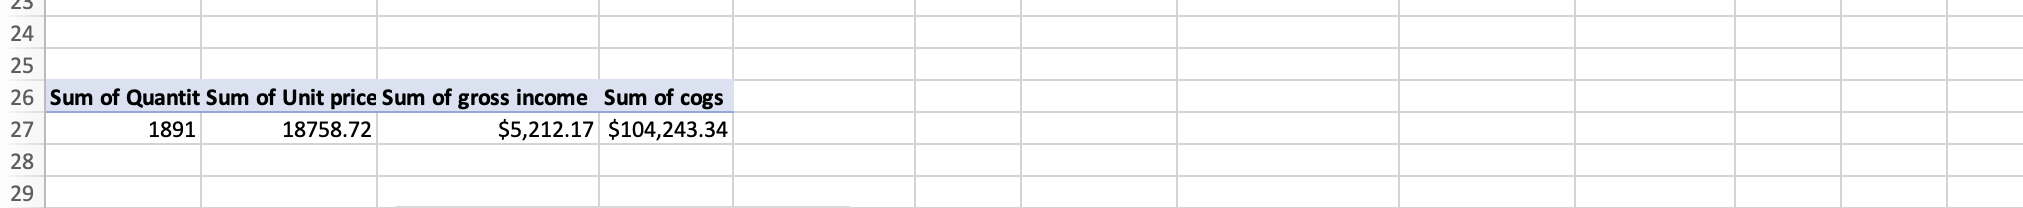 23
24
25
26 Sum of Quantit Sum of Unit price Sum of gross income Sum of cogs
27 1891 18758.72 $5,212.17 $104,243.34
28
29